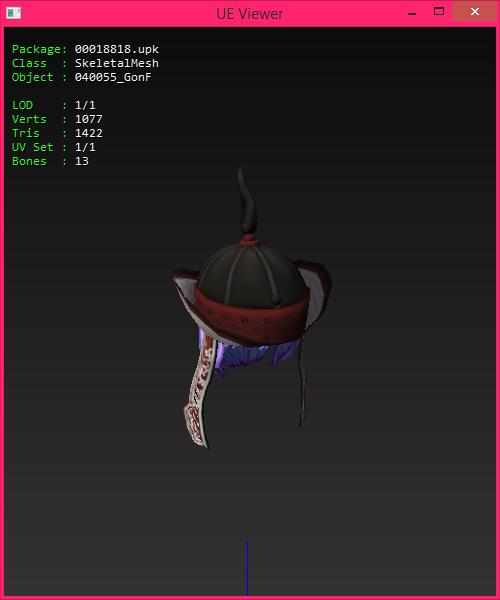 UE Viewer
Package: 00018818.upk
Class : SkeletalMesh
Object : 040055_GonF
LOD : 1/1
Verts : 1077
Tris : 1422
UV Set : 1/1
Bones : 13